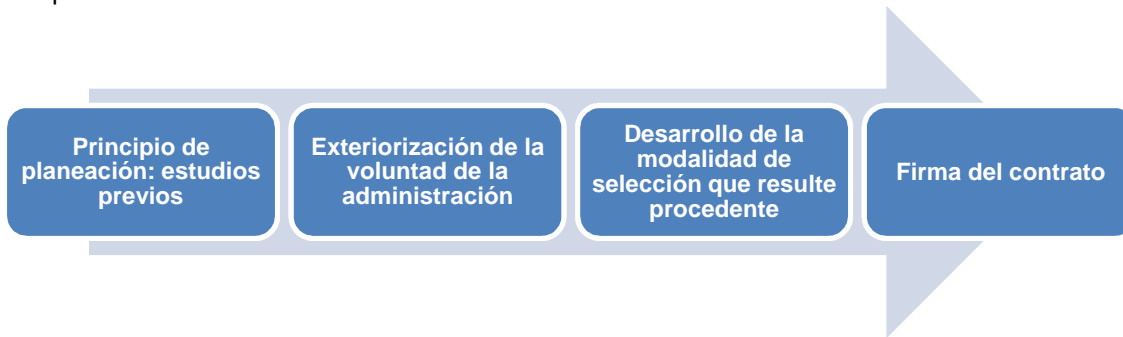 Principio de
planeación: estudios
previos
Exteriorización de la
voluntad de la
administración
Desarrollo de la
modalidad de
selección que resulte
procedente
Firma del contrato